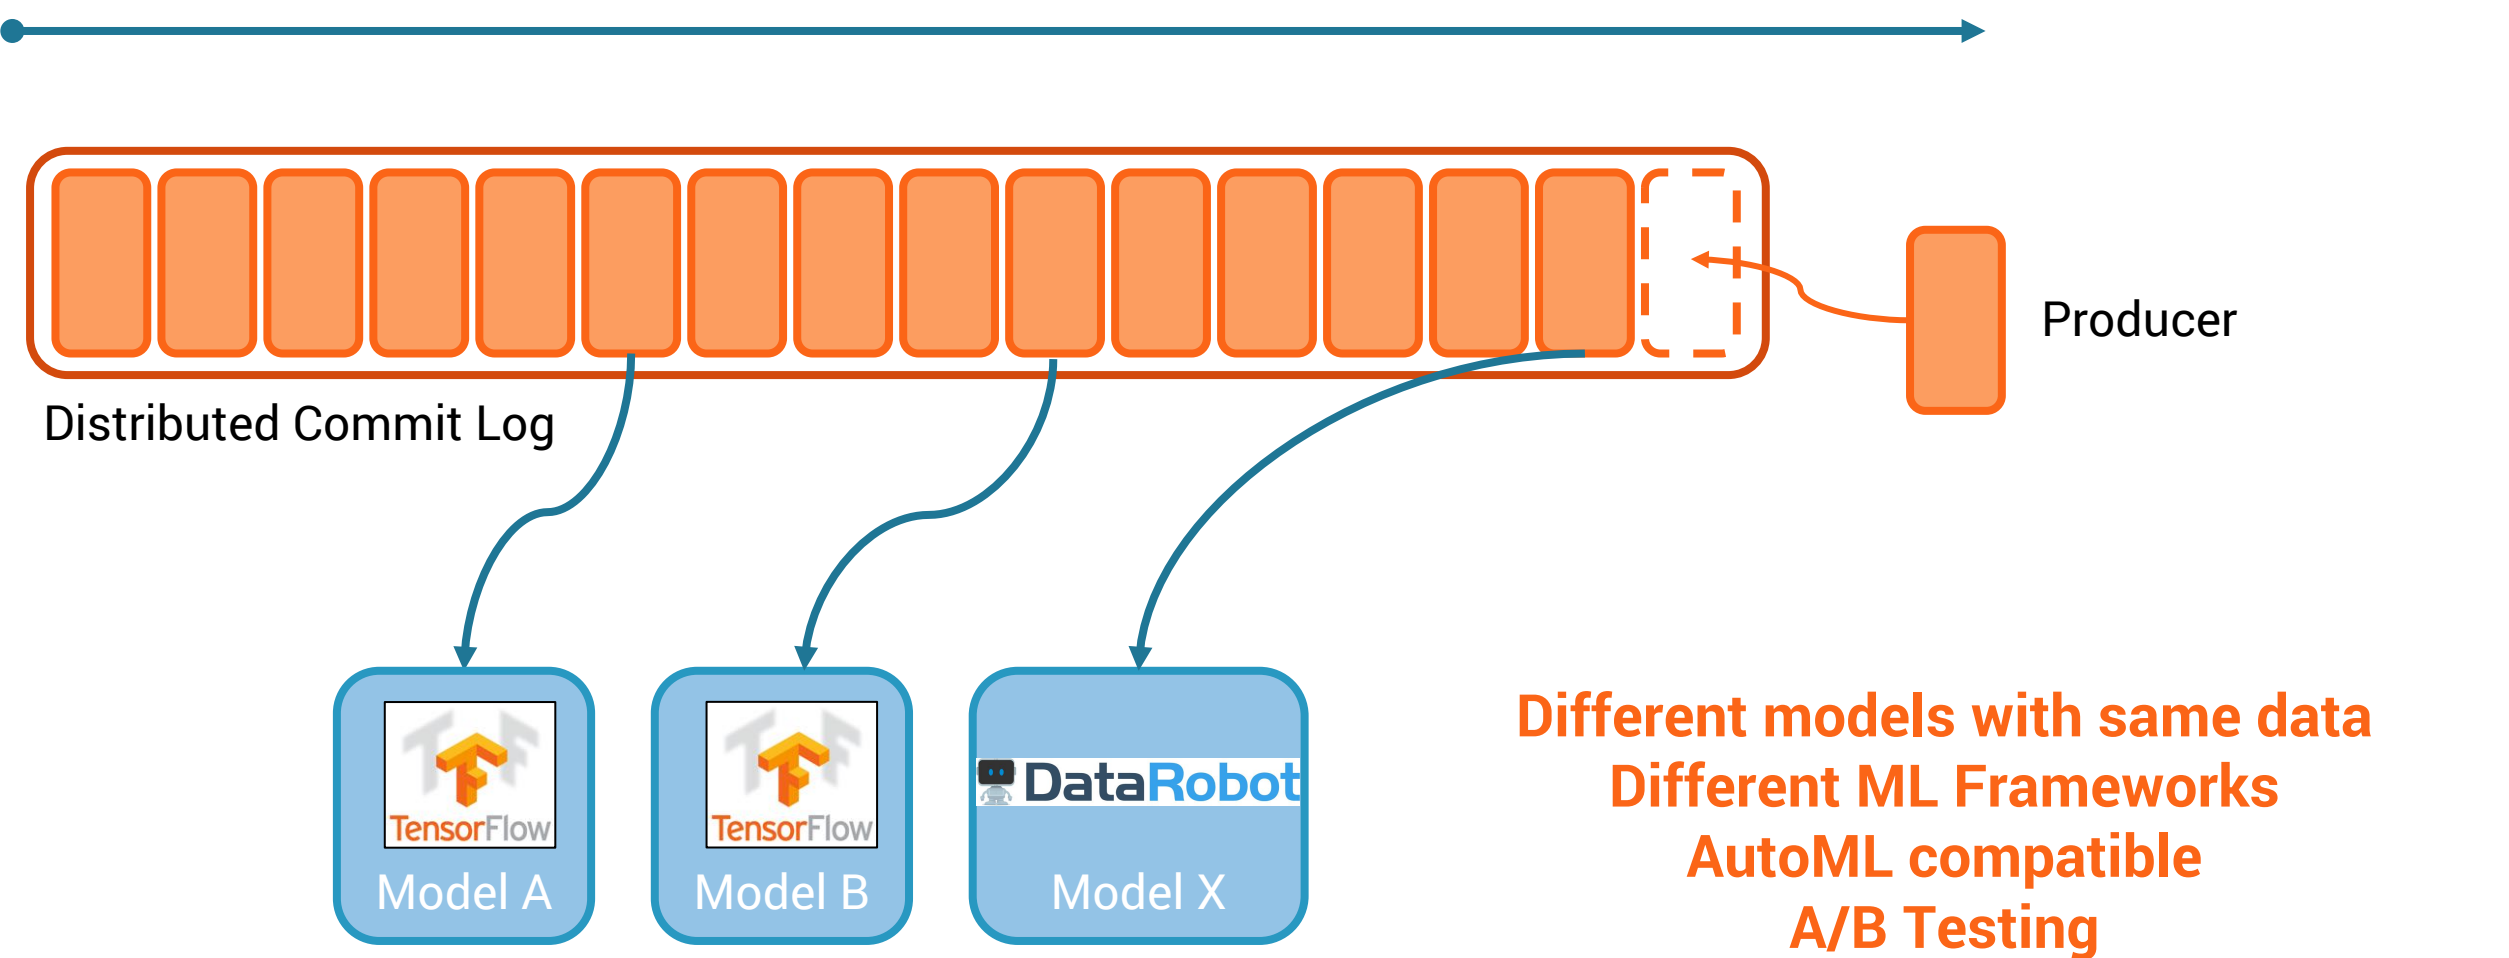 Producer
Distributed Commit Log
TensorFlow
Model A
TensorFlow
Model B
DataRobot
Model X
Different models with same data
Different ML Frameworks
AutoML compatible
A/B Testing